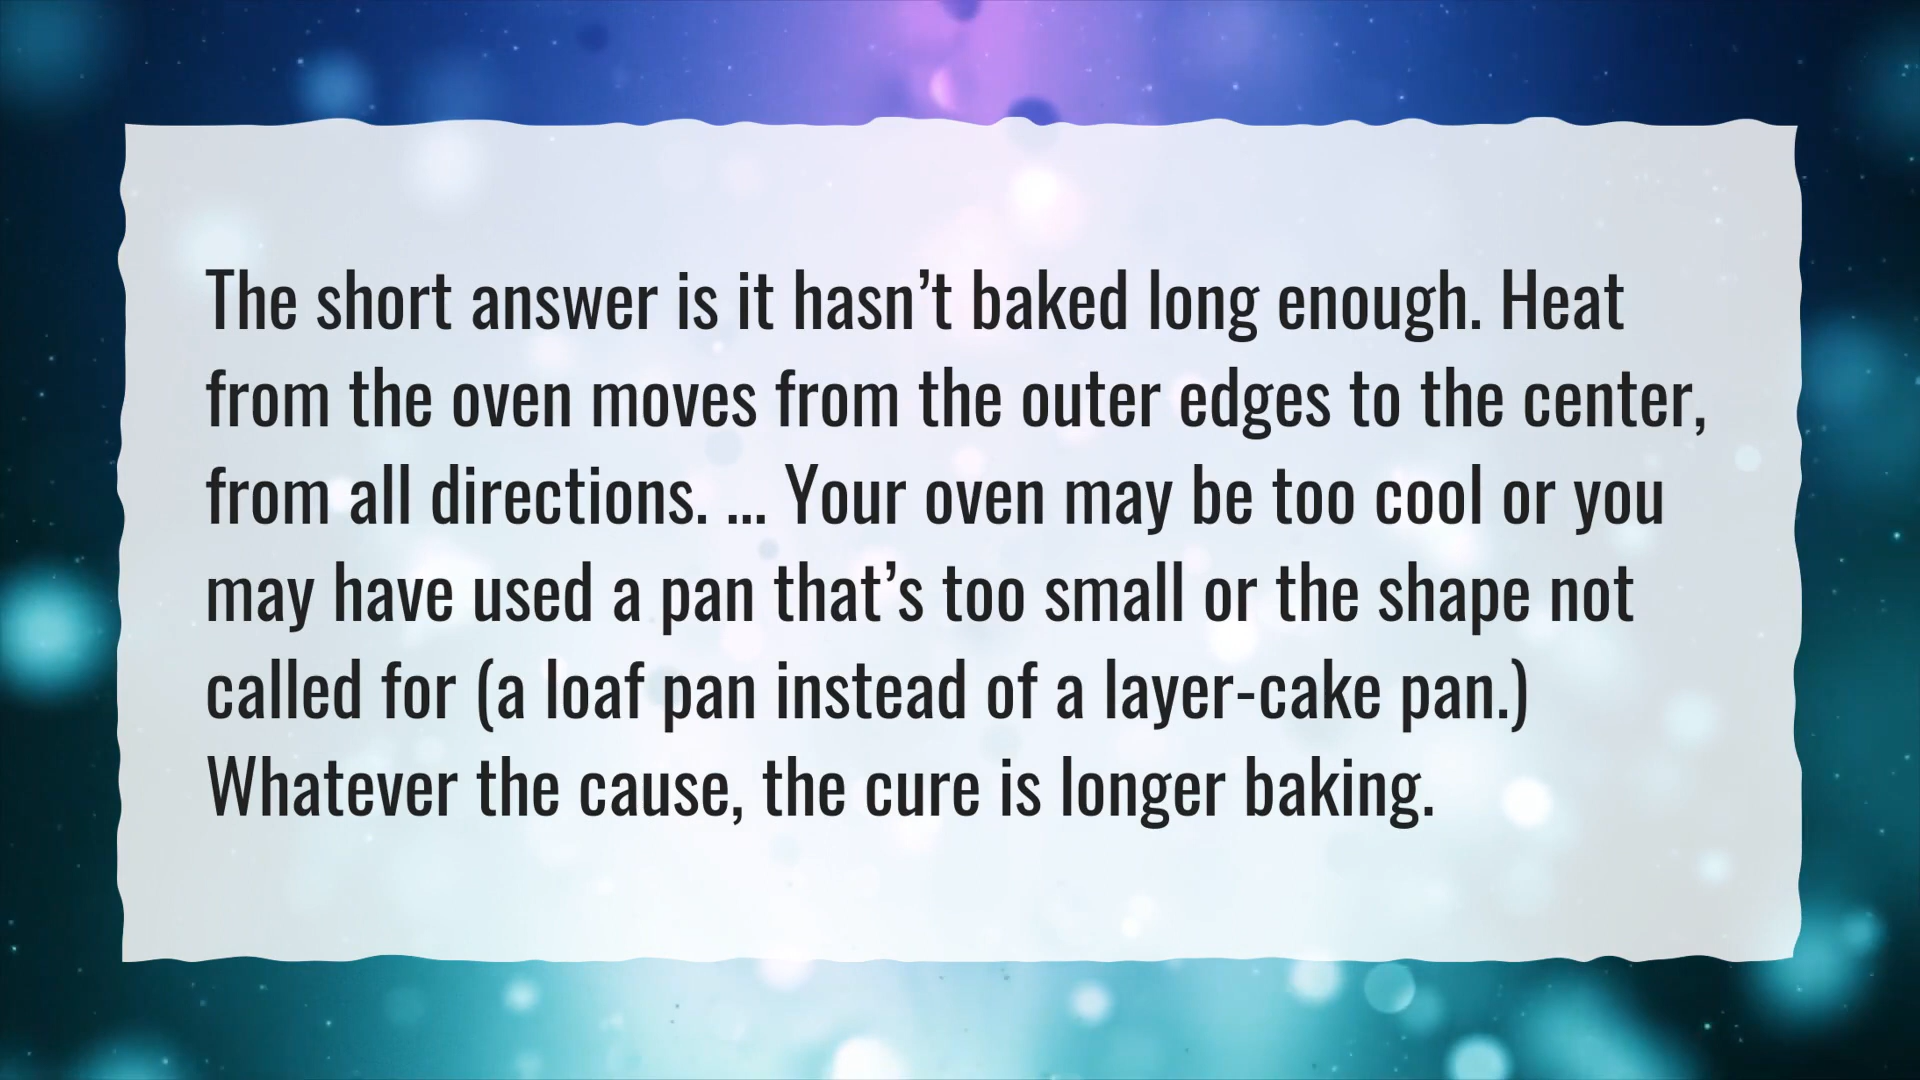 The short answer is it hasn’t baked long enough. Heat
from the oven moves from the outer edges to the center,
from all directions. ... Your oven may be too cool or you
may have used a pan that’s too small or the shape not
called for (a loaf pan instead of a layer-cake pan.)
Whatever the cause, the cure is longer baking.